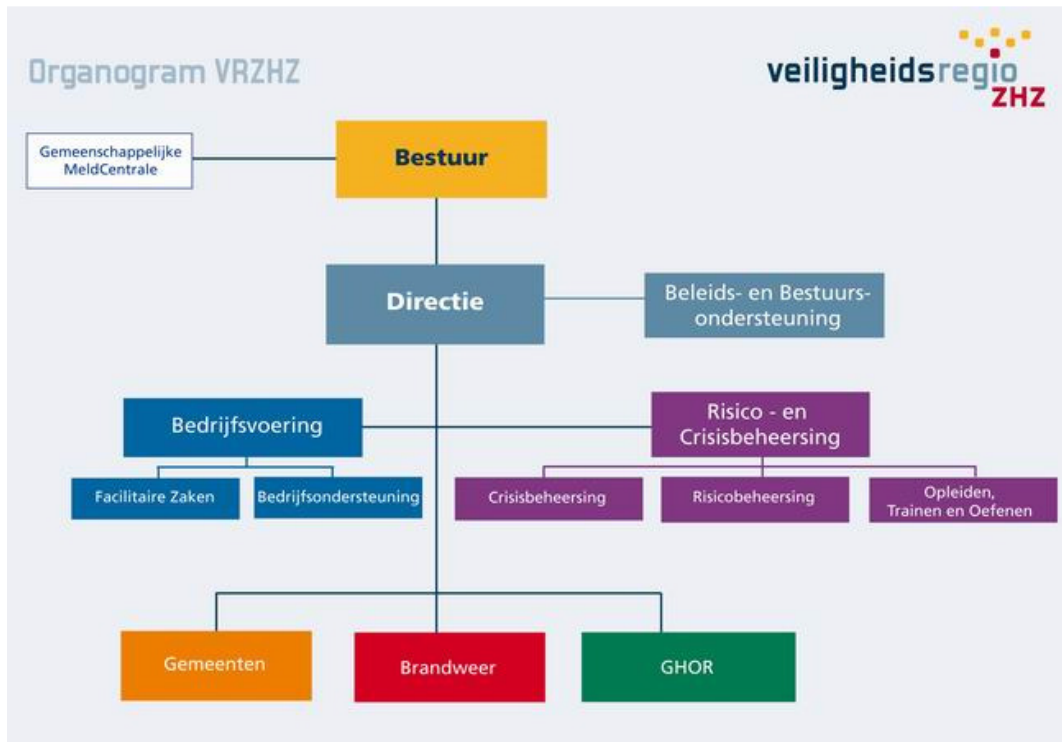 Organogram VRZHZ
veiligheidsregio
ZHZ
Gemeenschappelijke
MeldCentrale
Bestuur
Directie
Beleids- en Bestuurs-
ondersteuning
Bedrijfsvoering
Risico - en
Crisisbeheersing
Facilitaire Zaken
Bedrijfsondersteuning
Crisisbeheersing
Risicobeheersing
Opleiden,
Trainen en Oefenen
Gemeenten
Brandweer
GHOR